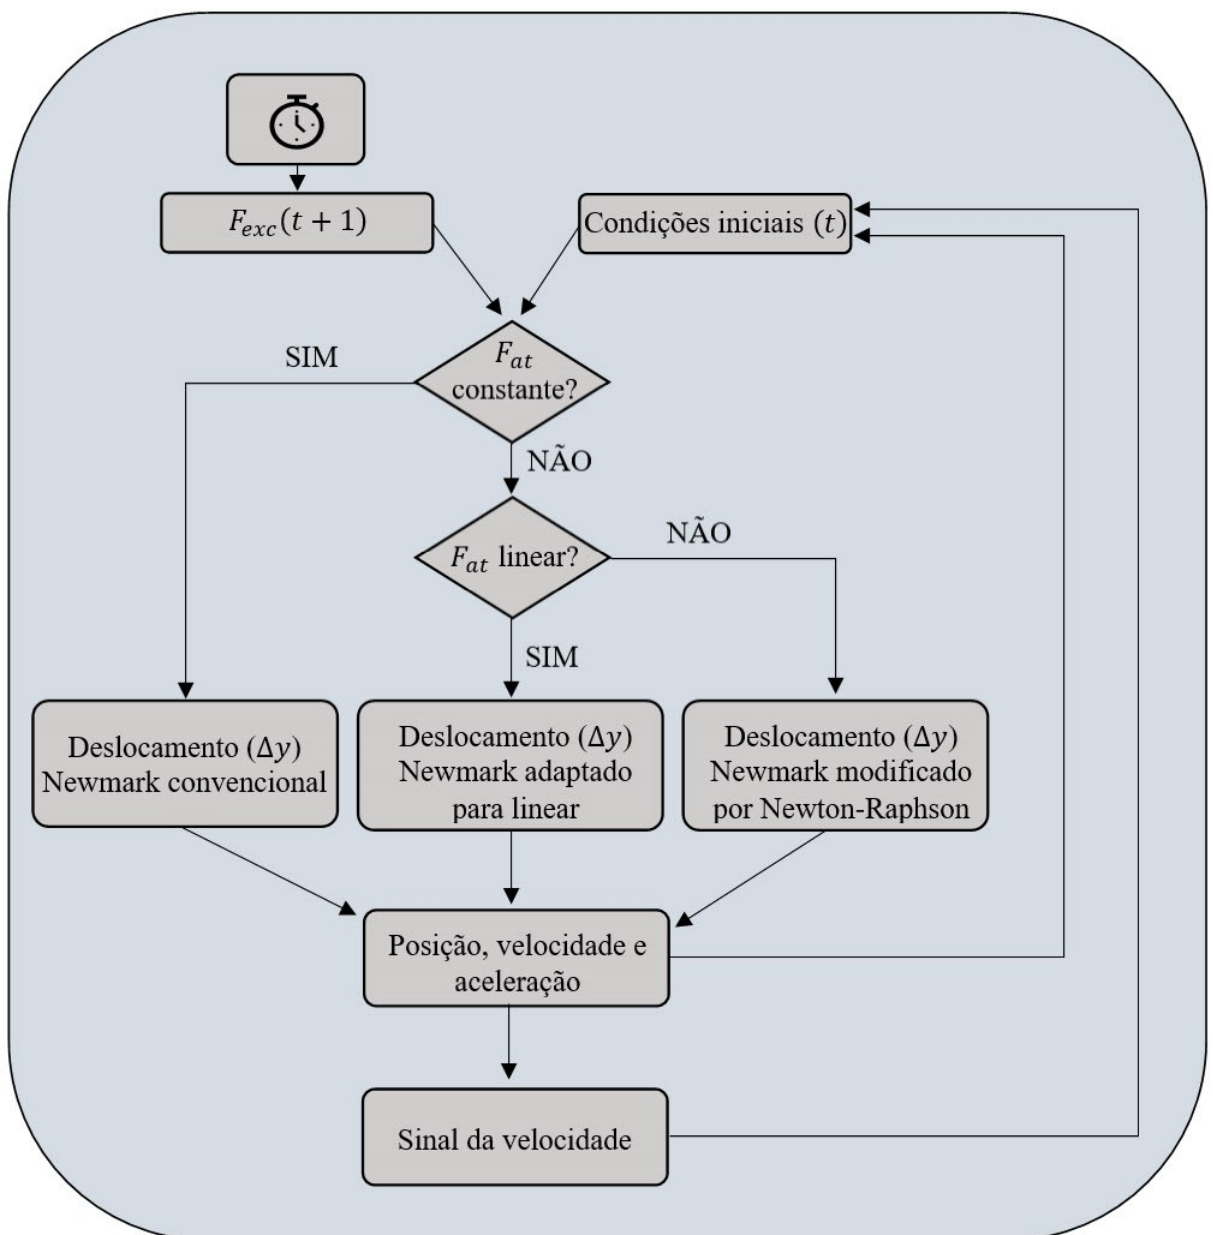 F_exc(t + 1)
Condições iniciais (t)
F_at
constante?
SIM
NÃO
F_at linear?
NÃO
SIM
Deslocamento (Δy)
Newmark convencional
Deslocamento (Δy)
Newmark adaptado
para linear
Deslocamento (Δy)
Newmark modificado
por Newton-Raphson
Posição, velocidade e
aceleração
Sinal da velocidade